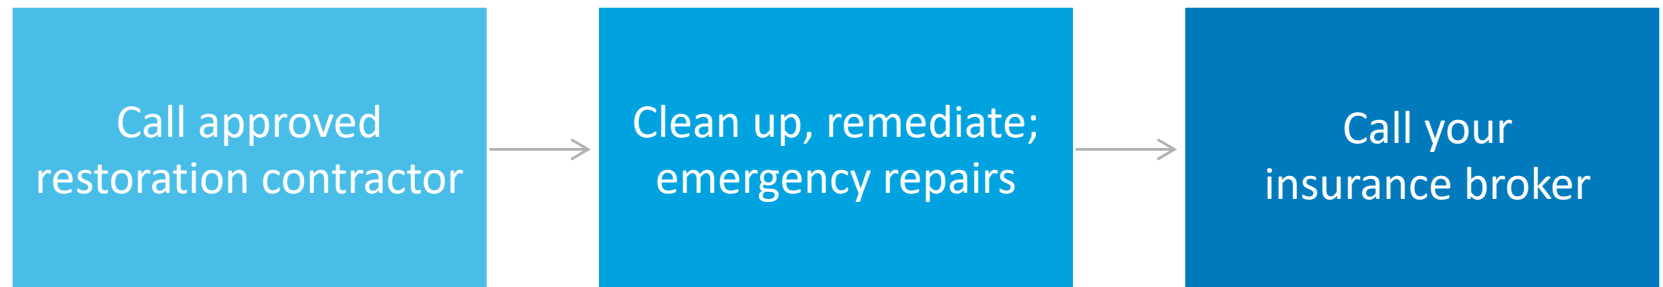 Call approved
restoration contractor
Clean up, remediate;
emergency repairs
Call your
insurance broker